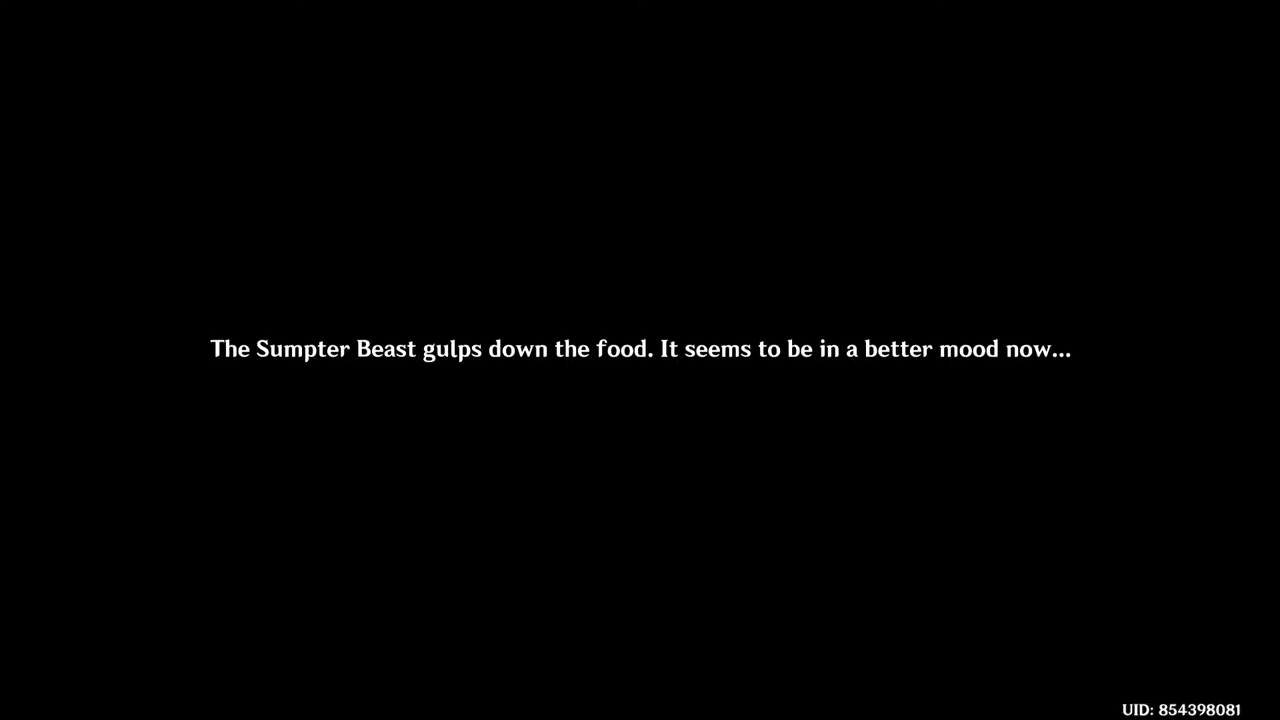 The Sumpter Beast gulps down the food. It seems to be in a better mood now...
UID: 854398081